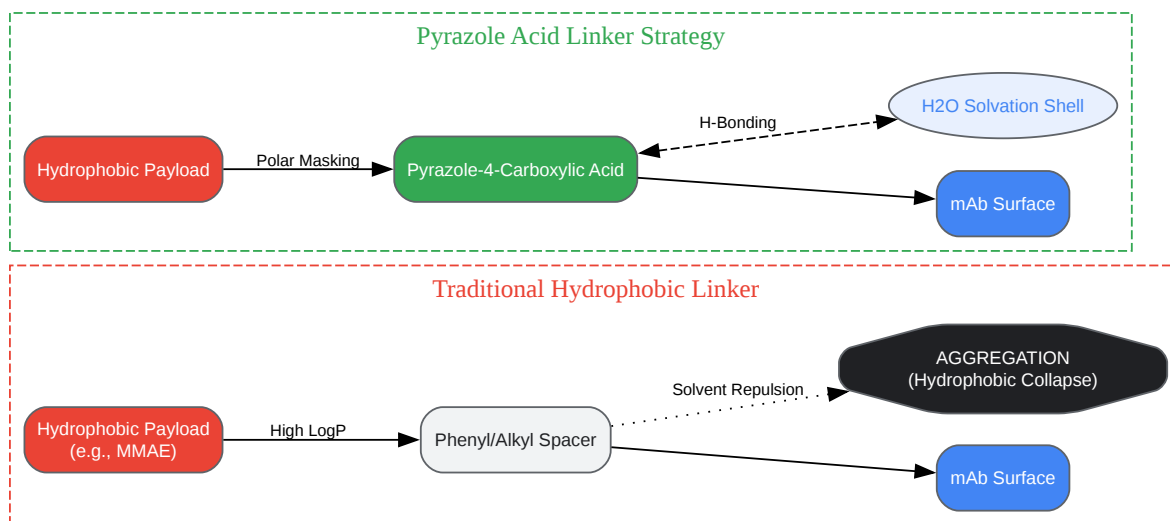 Pyrazole Acid Linker Strategy
H2O Solvation Shell
H-Bonding
Hydrophobic Payload
Polar Masking
Pyrazole-4-Carboxylic Acid
mAb Surface
Traditional Hydrophobic Linker
AGGREGATION
(Hydrophobic Collapse)
Solvent Repulsion
Hydrophobic Payload
(e.g., MMAE)
High LogP
Phenyl/Alkyl Spacer
mAb Surface